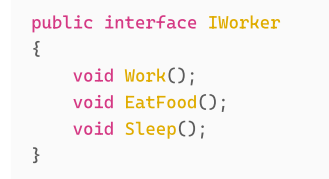 public interface IWorker
{
    void Work();
    void EatFood();
    void Sleep();
}